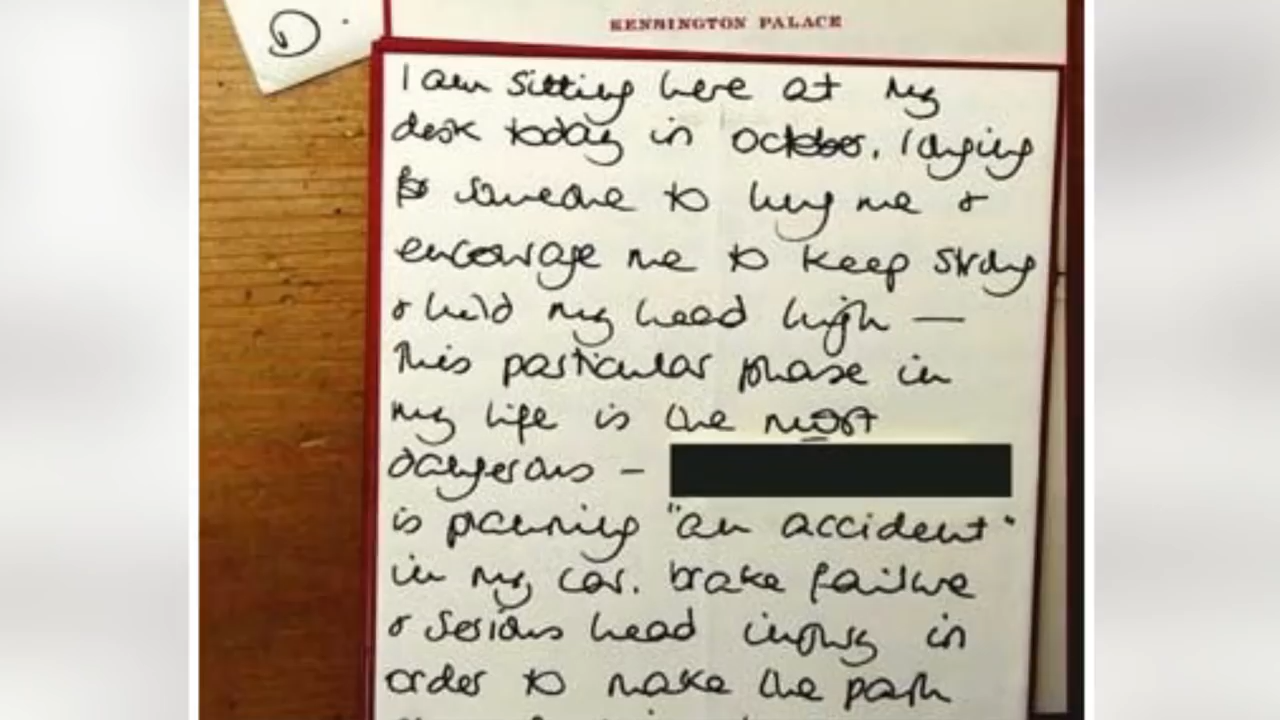 D.
KENSINGTON PALACE
I am sitting here at my
desk today in october, longing
for someone to hug me &
encourage me to keep strong
& hold my head high —
This particular phase in
my life is the most
dangerous —
is planning "an accident"
in my car. brake failure
& serious head injury in
order to make the path